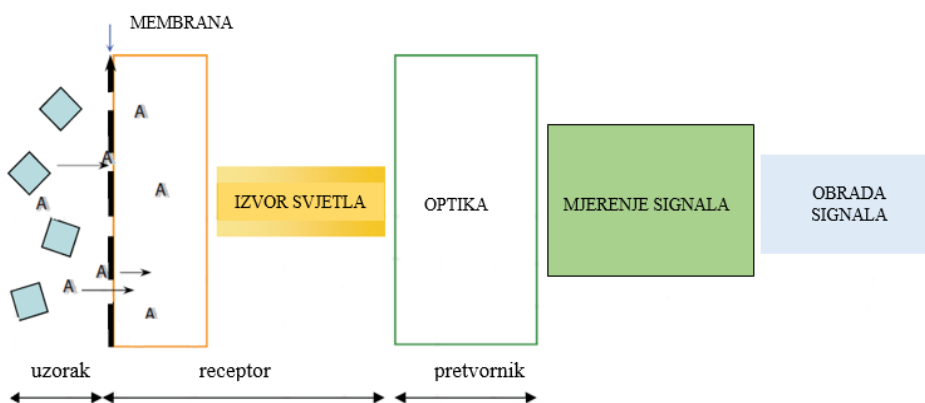 MEMBRANA
A
A
A
A
A
A
A
IZVOR SVJETLA
OPTIKA
MJERENJE SIGNALA
OBRADA
SIGNALA
uzorak
receptor
pretvornik